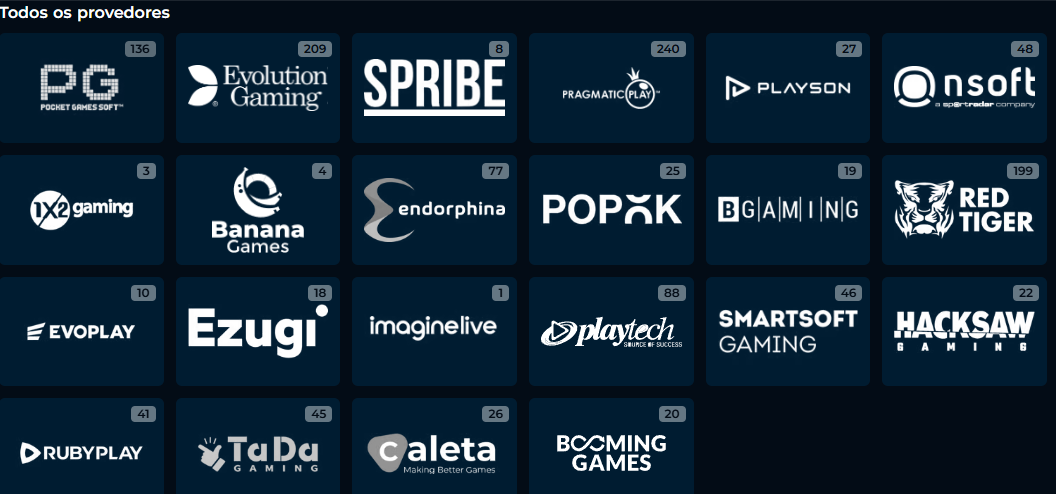 Todos os provedores
136
PG
POCKET GAMES SOFT™
209
Evolution
Gaming
®
8
SPRIBE
240
PRAGMATIC PLAY™
27
PLAYSON
48
nsoft
a sportradar company
3
1X2 gaming
4
Banana
Games
77
endorphina
25
POPOK
19
BGAMING
199
RED
TIGER
10
EVOPLAY
18
Ezugi
1
imaginelive
88
playtech
SOURCE OF SUCCESS
46
SMARTSOFT
GAMING
22
HACKSAW
GAMING
41
RUBYPLAY
45
TaDa
GAMING
26
caleta
Making Better Games
20
BOOMING
GAMES